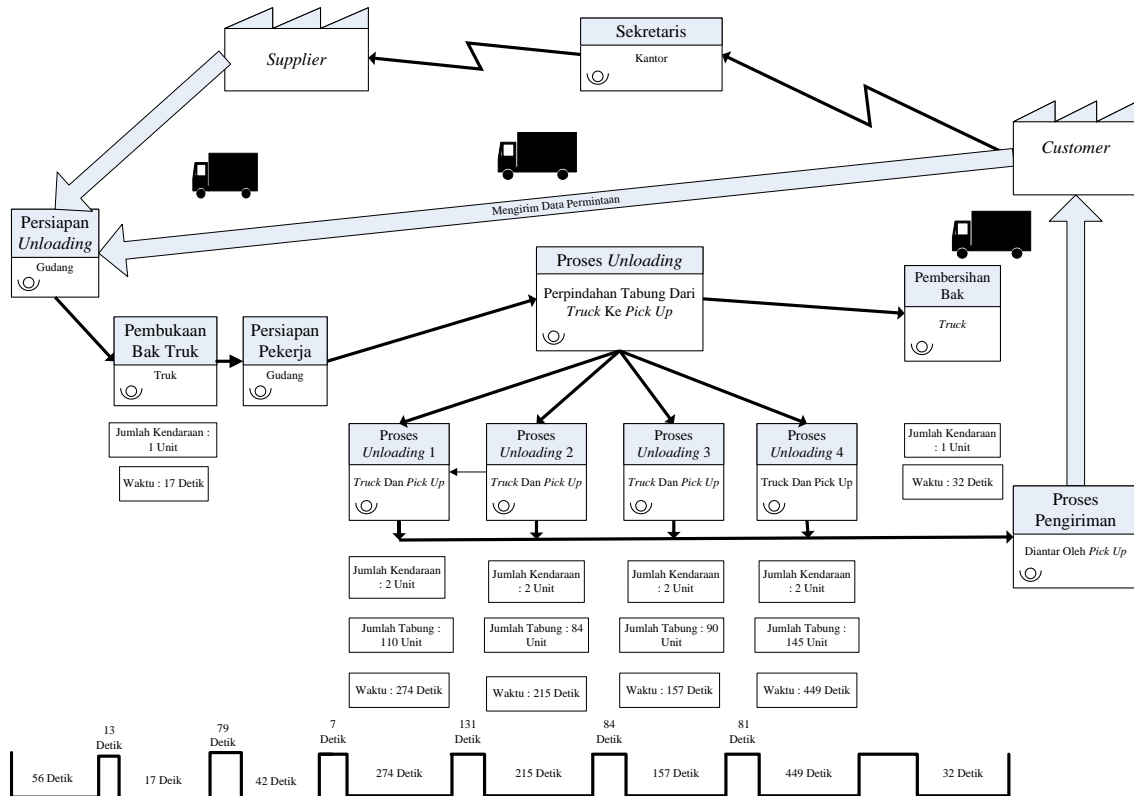 Supplier
Sekretaris
Kantor
Customer
Mengirim Data Permintaan
Persiapan
Unloading
Gudang
Proses Unloading
Perpindahan Tabung Dari
Truck Ke Pick Up
Pembersihan
Bak
Truck
Pembukaan
Bak Truk
Truk
Persiapan
Pekerja
Gudang
Jumlah Kendaraan :
1 Unit
Waktu : 17 Detik
Proses
Unloading 1
Truck Dan Pick Up
Proses
Unloading 2
Truck Dan Pick Up
Proses
Unloading 3
Truck Dan Pick Up
Proses
Unloading 4
Truck Dan Pick Up
Jumlah Kendaraan
: 1 Unit
Waktu : 32 Detik
Proses
Pengiriman
Diantar Oleh Pick Up
Jumlah Kendaraan
: 2 Unit
Jumlah Kendaraan
: 2 Unit
Jumlah Kendaraan
: 2 Unit
Jumlah Kendaraan
: 2 Unit
Jumlah Tabung :
110 Unit
Jumlah Tabung : 84
Unit
Jumlah Tabung : 90
Unit
Jumlah Tabung :
145 Unit
Waktu : 274 Detik
Waktu : 215 Detik
Waktu : 157 Detik
Waktu : 449 Detik
13
Detik
79
Detik
7
Detik
131
Detik
84
Detik
81
Detik
56 Detik
17 Deik
42 Detik
274 Detik
215 Detik
157 Detik
449 Detik
32 Detik